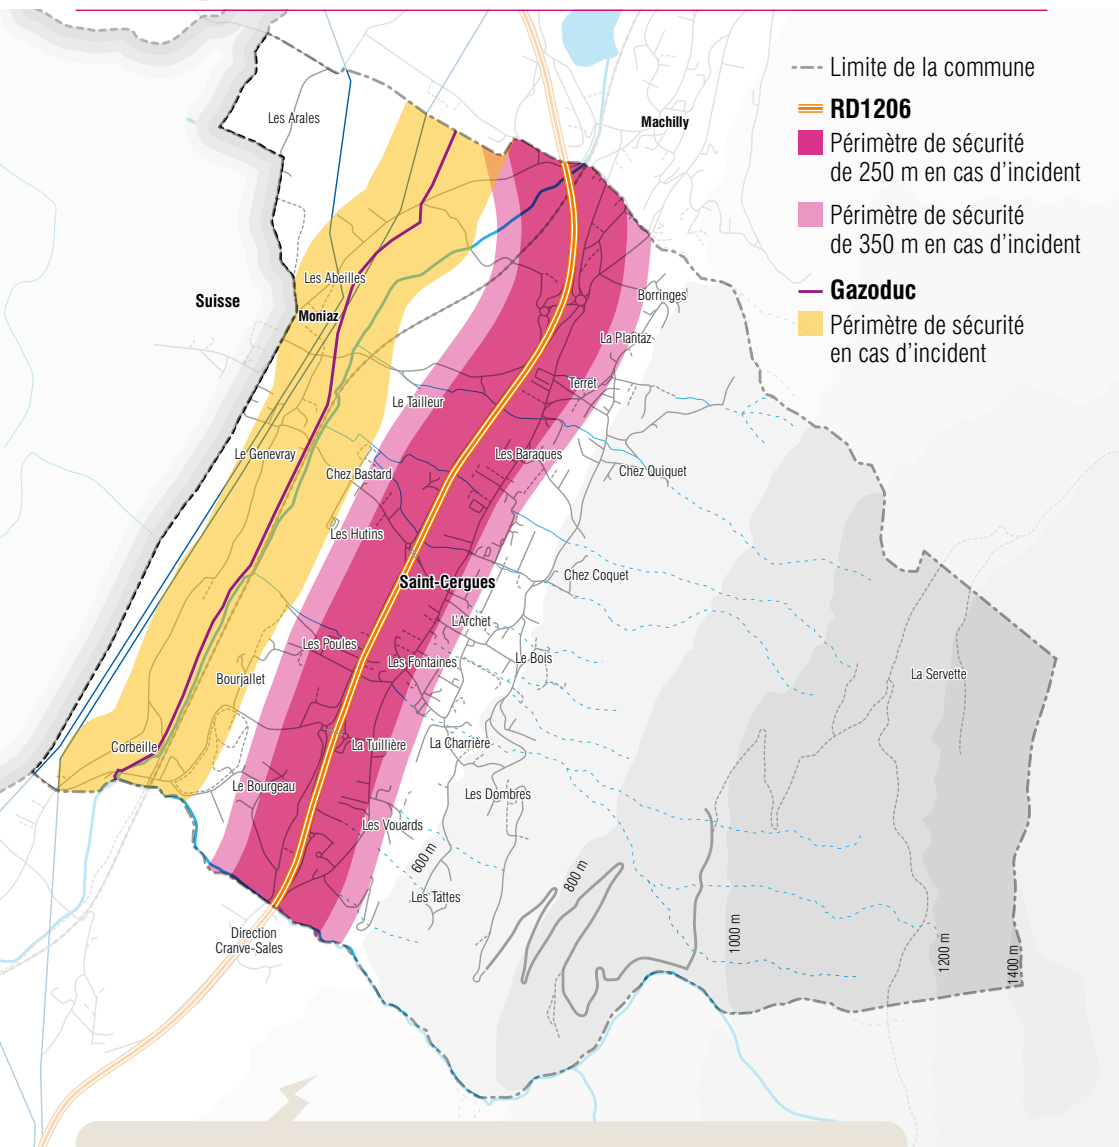 Limite de la commune
RD1206
Périmètre de sécurité
de 250 m en cas d'incident
Périmètre de sécurité
de 350 m en cas d'incident
Gazoduc
Périmètre de sécurité
en cas d'incident
Les Arales
Machilly
Les Abeilles
Suisse
Moniaz
Borringes
La Plantaz
Terret
Le Tailleur
Le Genevray
Les Baraques
Chez Bastard
Chez Quiquet
Les Hutins
Saint-Cergues
Chez Coquet
L'Archet
Les Poules
Les Fontaines
Le Bois
Bourjallet
La Servette
Corbeille
La Tuillière
La Charrière
Le Bourgeau
Les Dombres
Les Vouards
600 m
800 m
Les Tattes
Direction
Cranve-Sales
1000 m
1200 m
1400 m